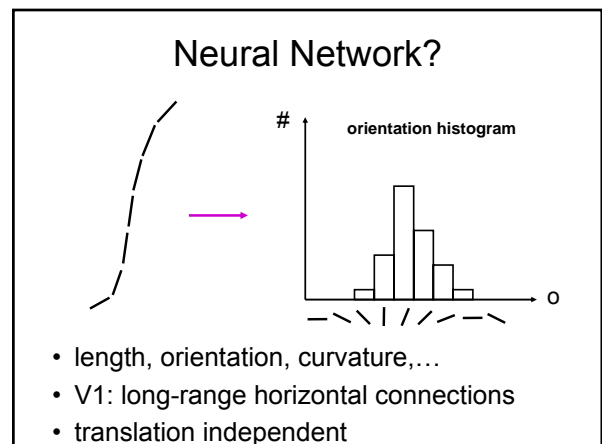 Neural Network?
#
orientation histogram
o
• length, orientation, curvature,…
• V1: long-range horizontal connections
• translation independent